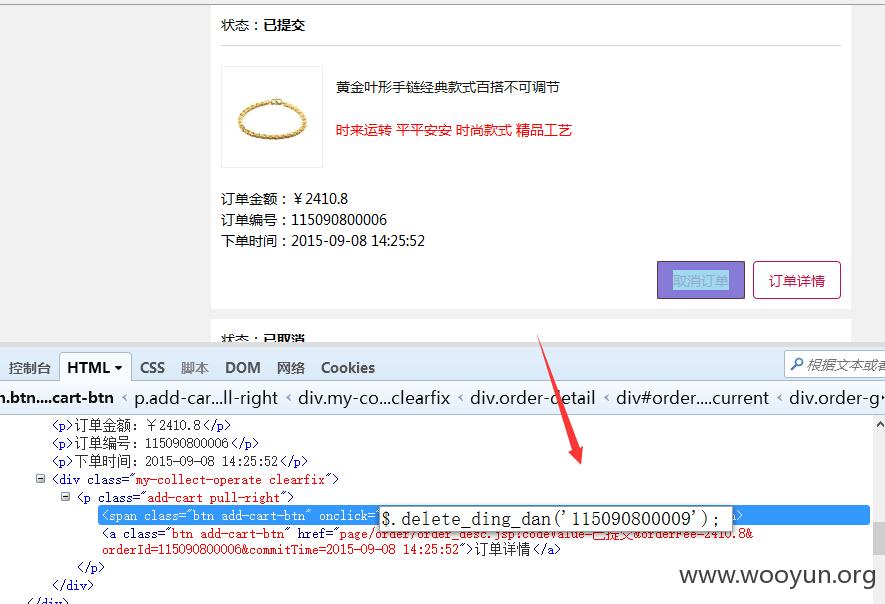 状态：已提交
黄金叶形手链经典款式百搭不可调节
时来运转 平平安安 时尚款式 精品工艺
订单金额：￥2410.8
订单编号：115090800006
下单时间：2015-09-08 14:25:52
取消订单 订单详情
状态：已取消
控制台 HTML CSS 脚本 DOM 网络 Cookies 根据文本或者
n.btn....cart-btn < p.add-car...ll-right < div.my-co...clearfix < div.order-detail < div#order....current < div.order-g
<p>订单金额：￥2410.8</p>
<p>订单编号：115090800006</p>
<p>下单时间：2015-09-08 14:25:52</p>
<div class="my-collect-operate clearfix">
<p class="add-cart pull-right">
<span class="btn add-cart-btn" onclick="$.delete_ding_dan('115090800009');
<a class="btn add-cart-btn" href="page/order/order_desc.jsp?codeValue=已提交&orderFee=2410.8&
orderId=115090800006&commitTime=2015-09-08 14:25:52">订单详情</a>
</p>
</div>
</div>
www.wooyun.org